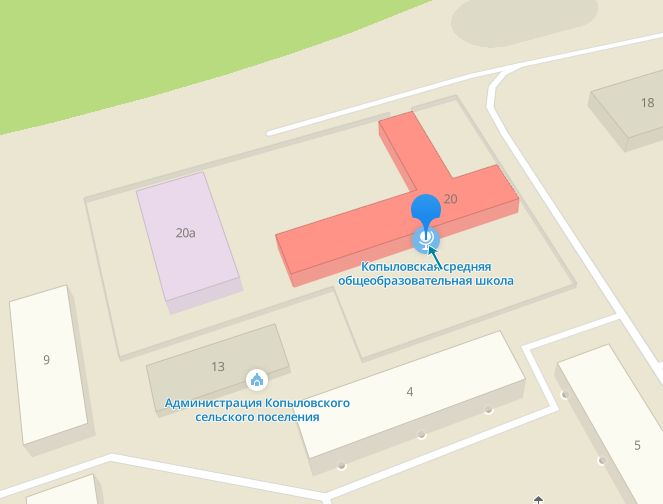 18
20
20а
Копыловская средняя
общеобразовательная школа
9
13
4
Администрация Копыловского
сельского поселения
5